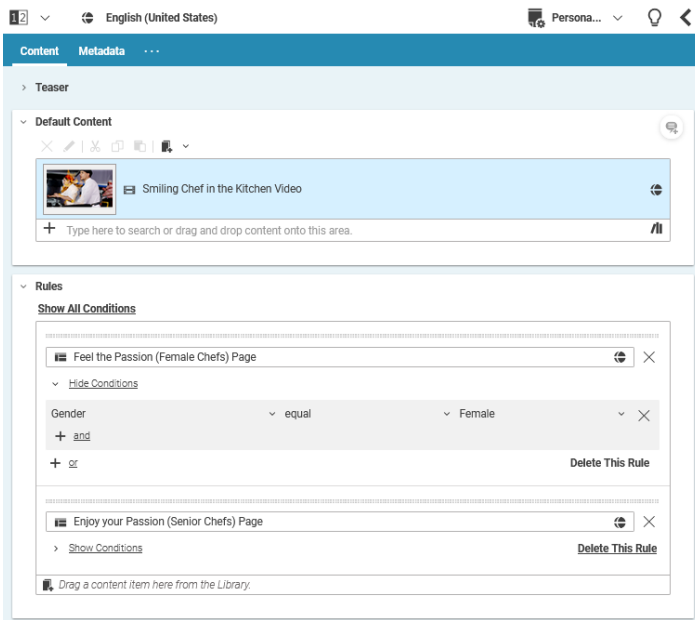 12 English (United States) Persona...
Content Metadata ...
Teaser
Default Content
Smiling Chef in the Kitchen Video
Type here to search or drag and drop content onto this area.
Rules
Show All Conditions
Feel the Passion (Female Chefs) Page
Hide Conditions
Gender equal Female
and
or Delete This Rule
Enjoy your Passion (Senior Chefs) Page
Show Conditions Delete This Rule
Drag a content item here from the Library.